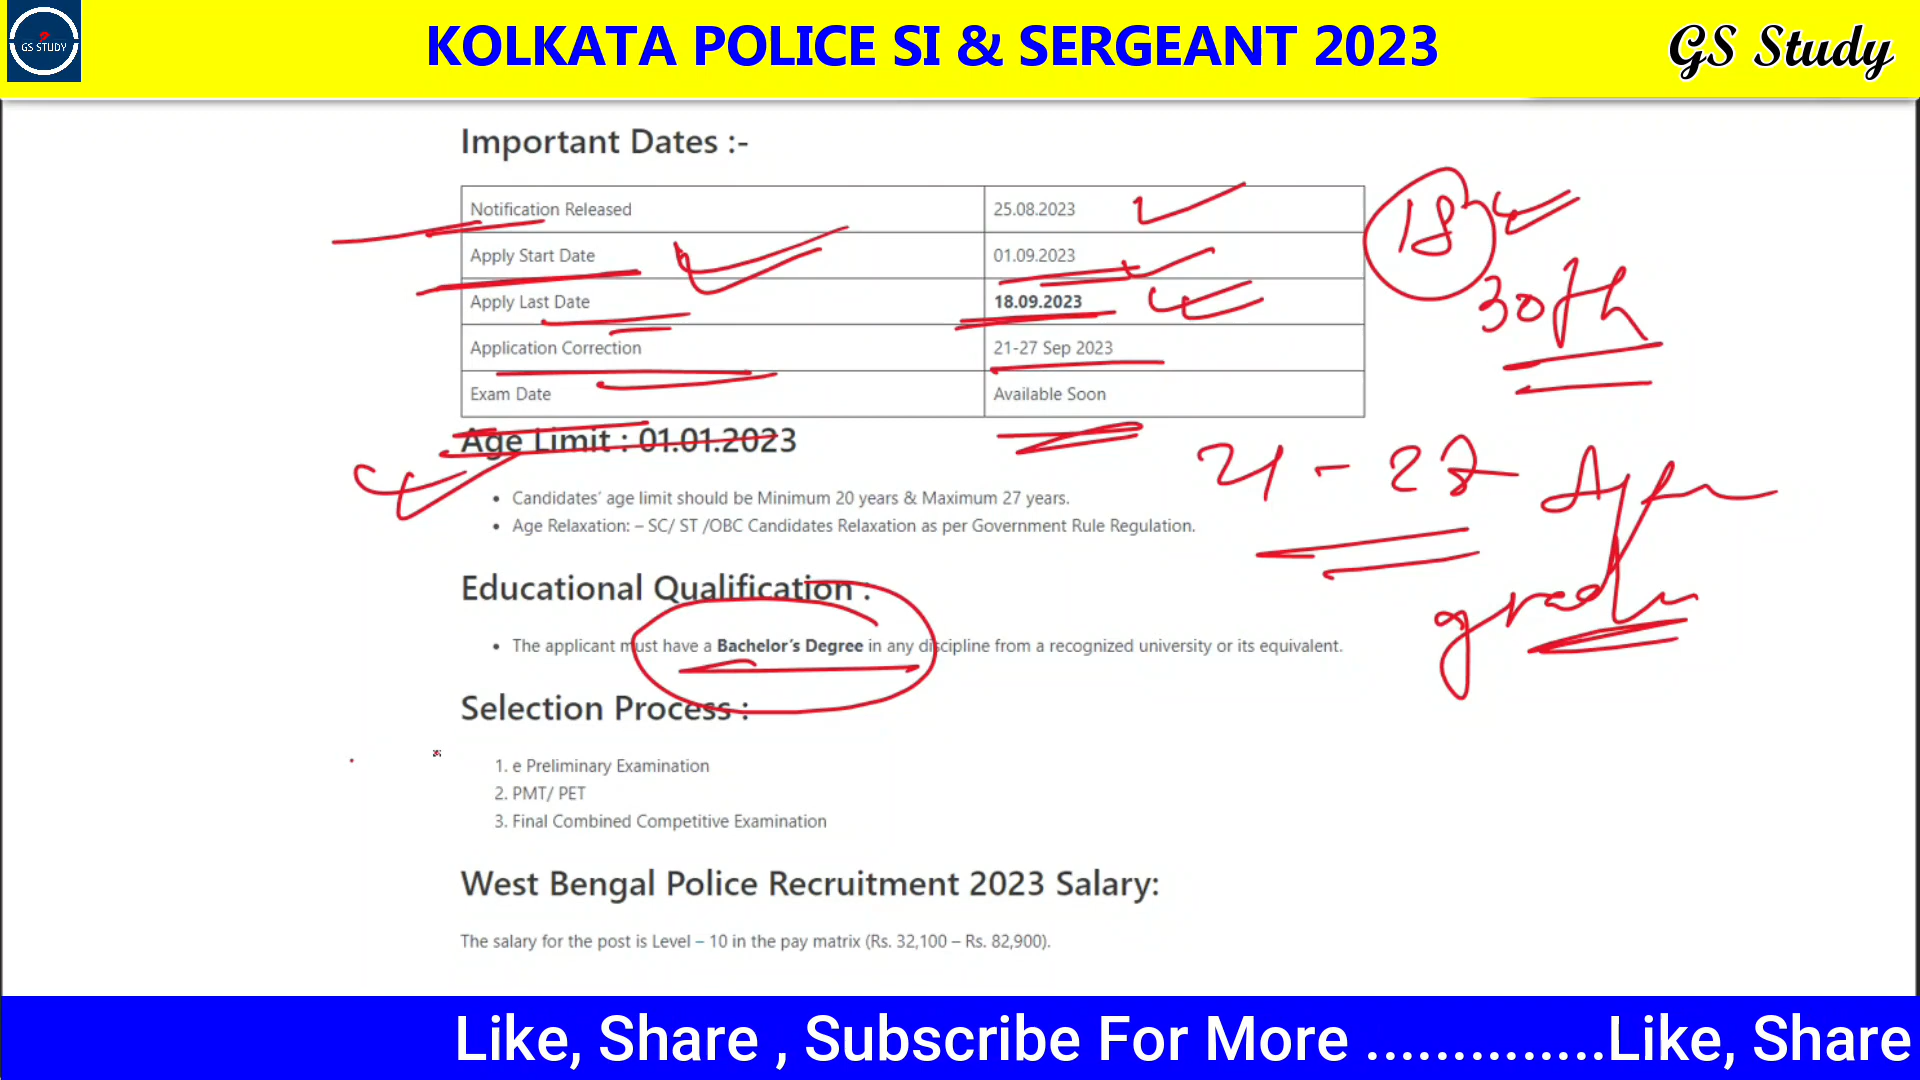 GS STUDY
KOLKATA POLICE SI & SERGEANT 2023
GS Study
Important Dates :-
Notification Released 25.08.2023
Apply Start Date 01.09.2023
Apply Last Date 18.09.2023
Application Correction 21-27 Sep 2023
Exam Date Available Soon
18
30th
Age Limit : 01.01.2023
21-27
Candidates' age limit should be Minimum 20 years & Maximum 27 years.
Age Relaxation: – SC/ ST /OBC Candidates Relaxation as per Government Rule Regulation.
Educational Qualification :
The applicant must have a Bachelor's Degree in any discipline from a recognized university or its equivalent.
Selection Process :
1. e Preliminary Examination
2. PMT/ PET
3. Final Combined Competitive Examination
West Bengal Police Recruitment 2023 Salary:
The salary for the post is Level – 10 in the pay matrix (Rs. 32,100 – Rs. 82,900).
Like, Share , Subscribe For More ..............Like, Share